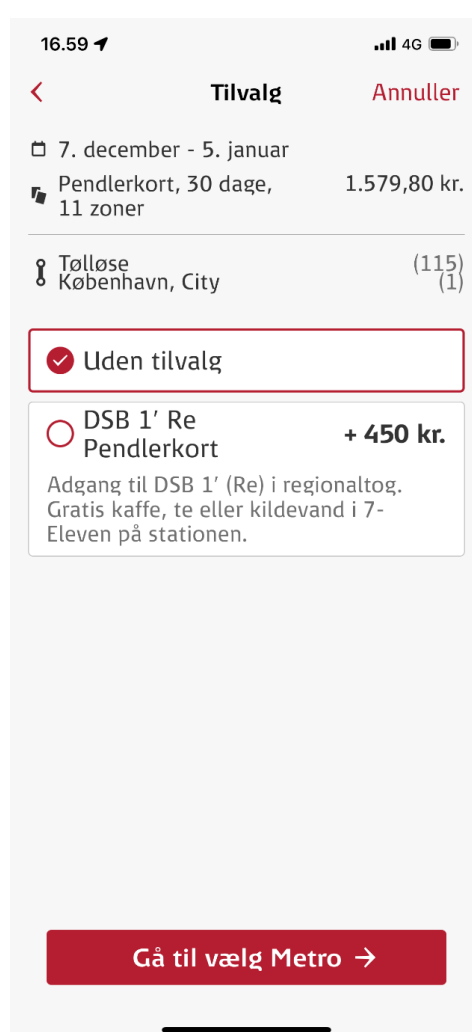 16.59
4G
Tilvalg
Annuller
7. december - 5. januar
Pendlerkort, 30 dage, 1.579,80 kr.
11 zoner
Tølløse (115)
København, City (1)
Uden tilvalg
DSB 1' Re
Pendlerkort
+ 450 kr.
Adgang til DSB 1' (Re) i regionaltog.
Gratis kaffe, te eller kildevand i 7-
Eleven på stationen.
Gå til vælg Metro →